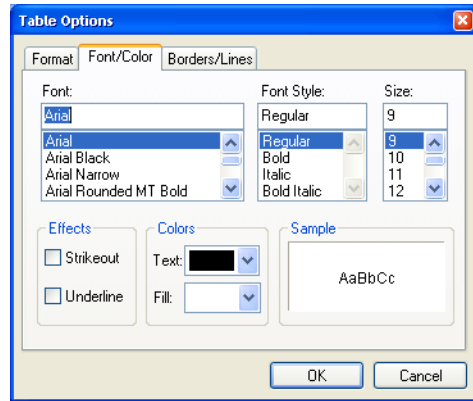 Table Options
Format Font/Color Borders/Lines
Font: Font Style: Size:
Arial Regular 9
Arial Regular 9
Arial Black Bold 10
Arial Narrow Italic 11
Arial Rounded MT Bold Bold Italic 12
Effects Colors Sample
Strikeout Text: AaBbCc
Underline Fill:
OK Cancel